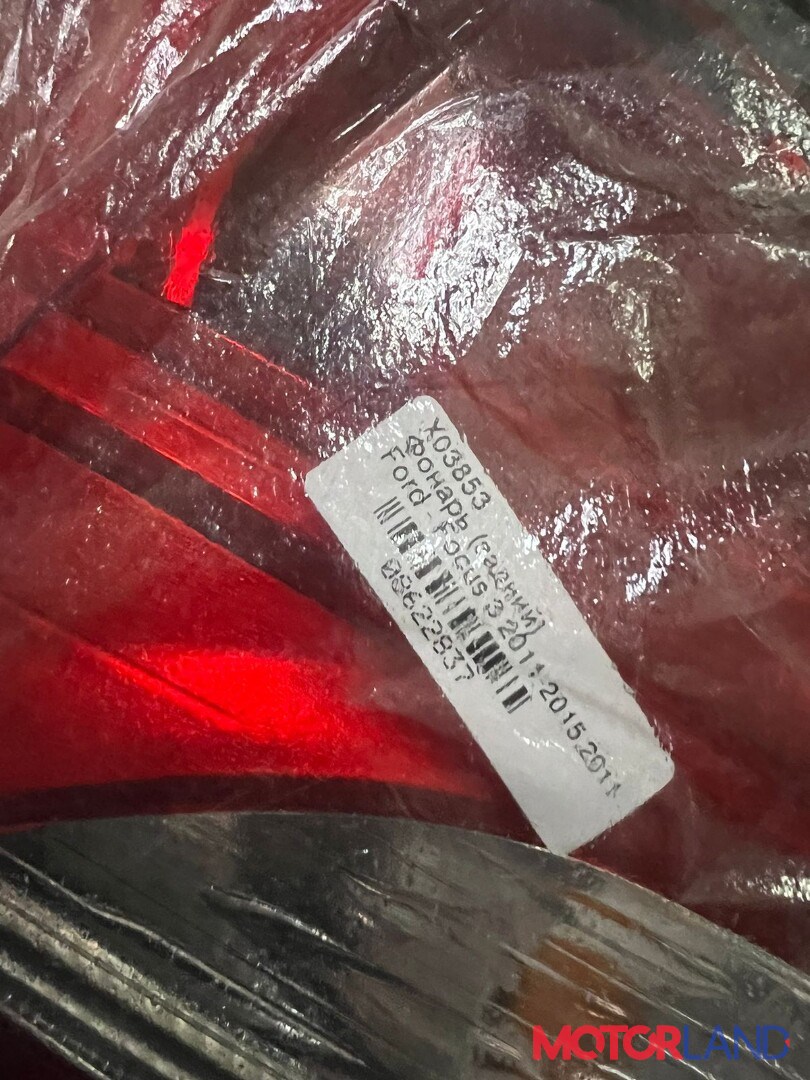 X03853
Фонарь (задний)
Ford - Focus 3 2011-2015,2011
08622837
MOTORLAND